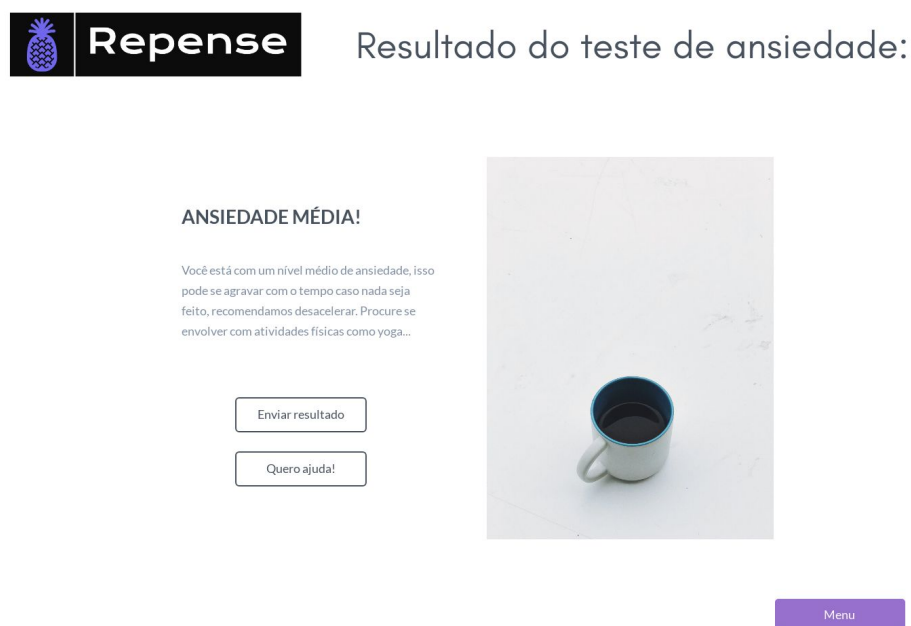 Repense
Resultado do teste de ansiedade:
ANSIEDADE MÉDIA!
Você está com um nível médio de ansiedade, isso
pode se agravar com o tempo caso nada seja
feito, recomendamos desacelerar. Procure se
envolver com atividades físicas como yoga...
Enviar resultado
Quero ajuda!
Menu